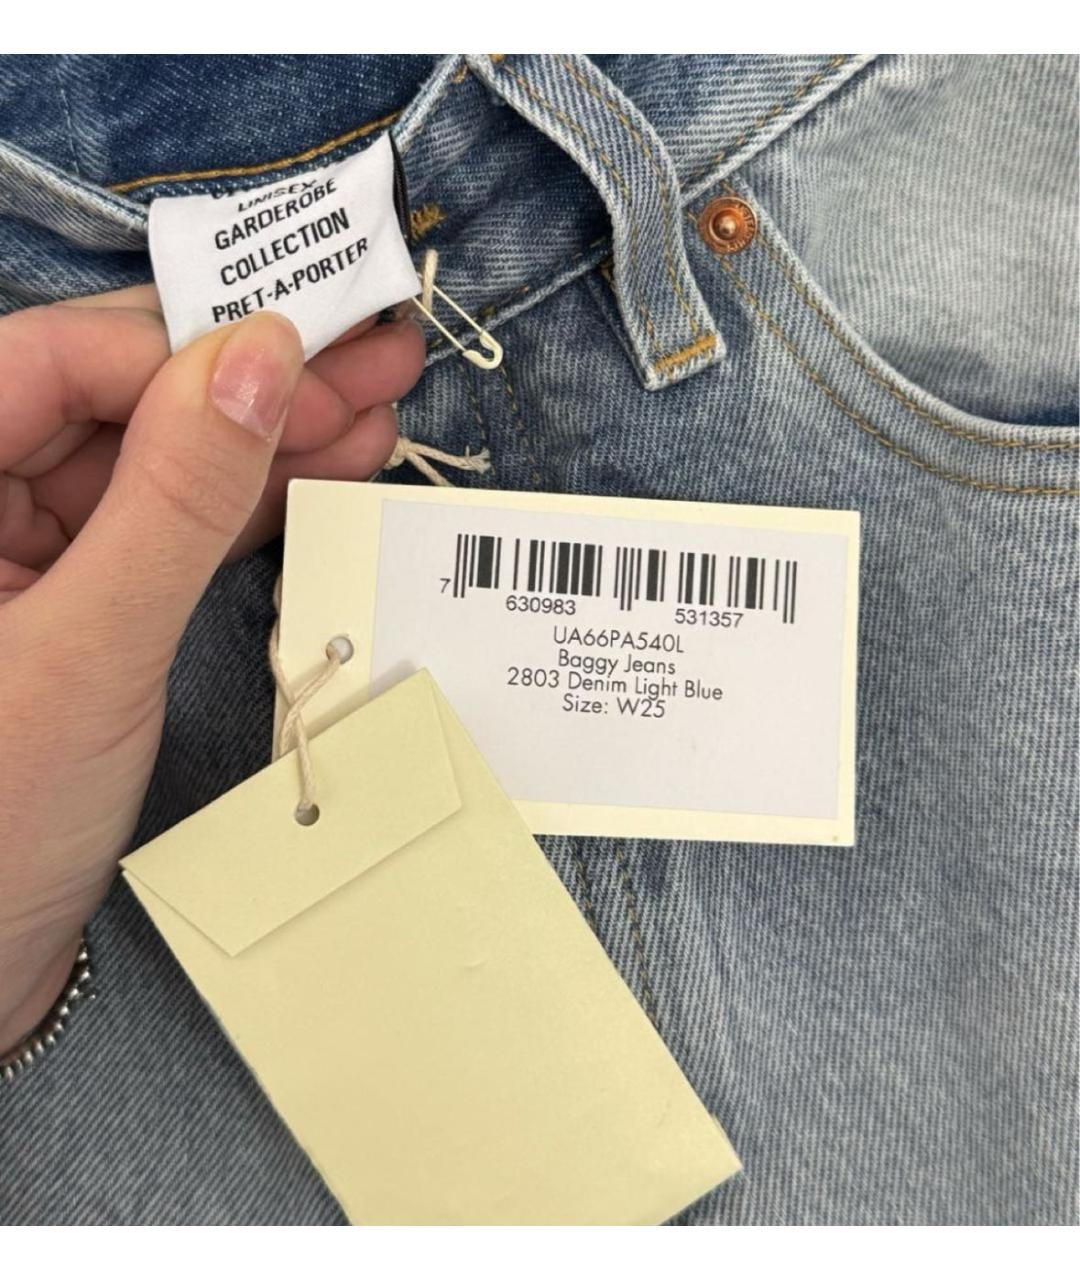 UNISEX
GARDEROBE
COLLECTION
PRET-A-PORTER
7 630983 531357
UA66PA540L
Baggy Jeans
2803 Denim Light Blue
Size: W25